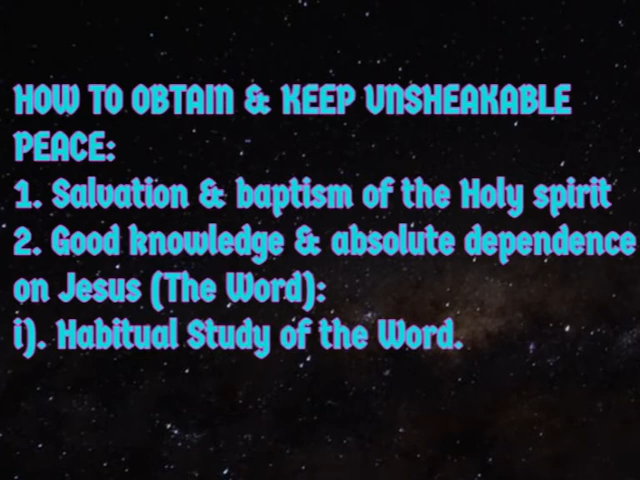 HOW TO OBTAIN & KEEP UNSHEAKABLE
PEACE:
1. Salvation & baptism of the Holy spirit
2. Good knowledge & absolute dependence
on Jesus (The Word):
i). Habitual Study of the Word.